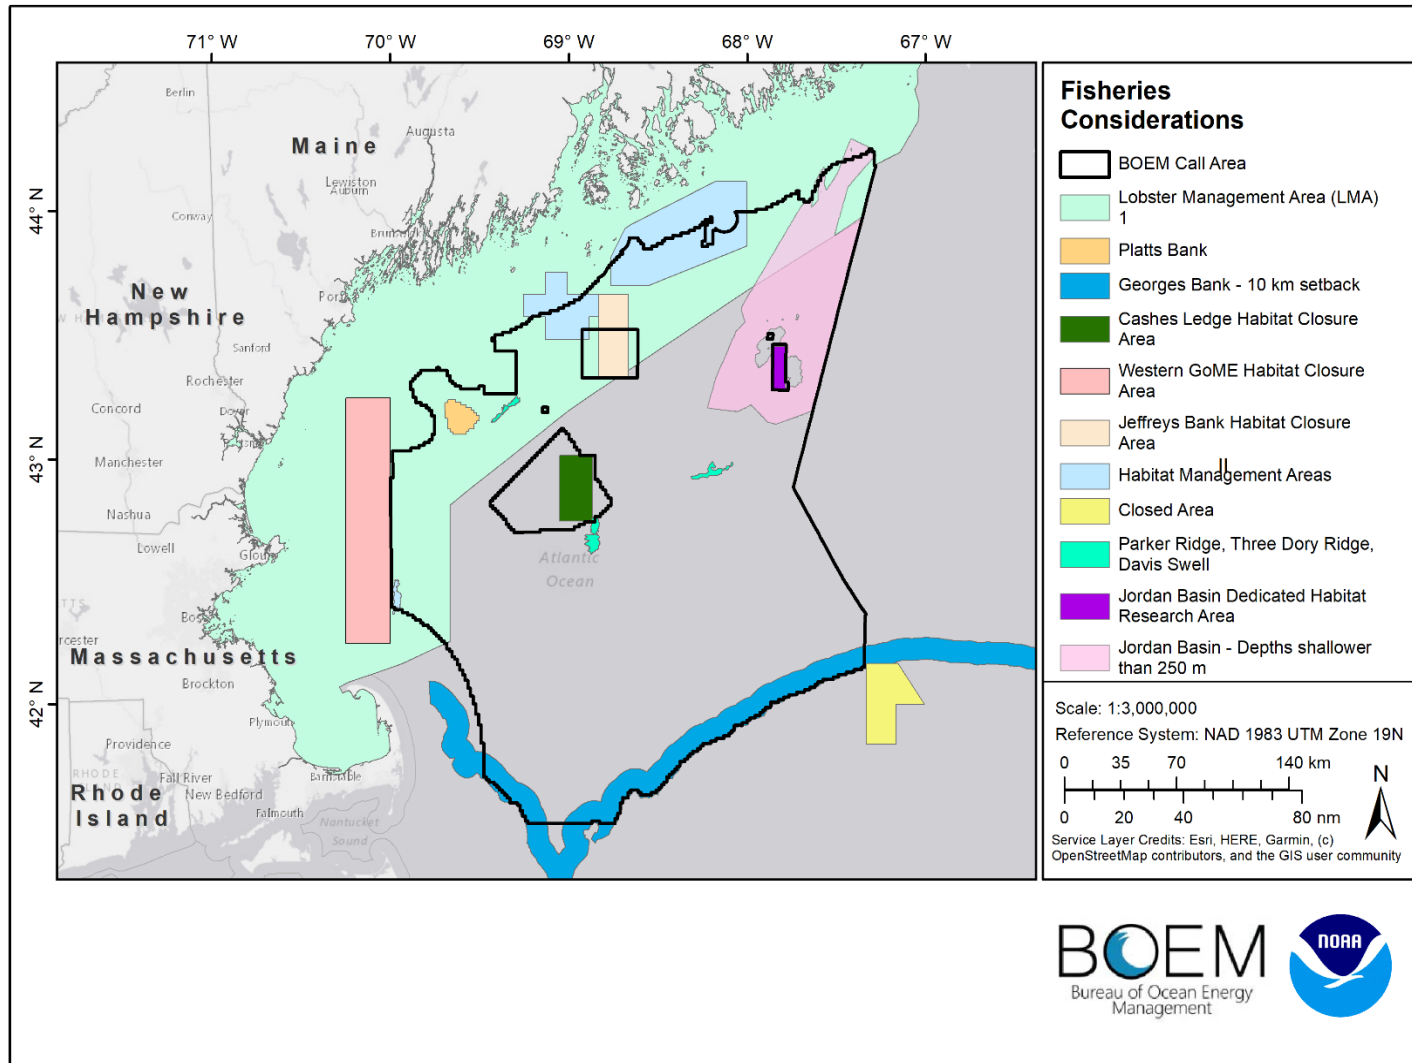 71° W 70° W 69° W 68° W 67° W
44° N
43° N
42° N
Berlin
Augusta
Maine
Lewiston
Auburn
Conway
Brunswick
Port
New
Hampshire
Sanford
Rochester
Concord
Dover
Manchester
Nashua
Lowell
Glou
Bos
Massachusetts
Brockton
Plymouth
Providence
RHODE
Fall River
Barnstable
New Bedford
Rhode
Island
Falmouth
Nantucket
Sound
Atlantic
Ocean
Fisheries
Considerations
BOEM Call Area
Lobster Management Area (LMA)
1
Platts Bank
Georges Bank - 10 km setback
Cashes Ledge Habitat Closure
Area
Western GoME Habitat Closure
Area
Jeffreys Bank Habitat Closure
Area
Habitat Management Areas
Closed Area
Parker Ridge, Three Dory Ridge,
Davis Swell
Jordan Basin Dedicated Habitat
Research Area
Jordan Basin - Depths shallower
than 250 m
Scale: 1:3,000,000
Reference System: NAD 1983 UTM Zone 19N
0 35 70 140 km
0 20 40 80 nm
N
Service Layer Credits: Esri, HERE, Garmin, (c)
OpenStreetMap contributors, and the GIS user community
BOEM
Bureau of Ocean Energy
Management
NOAA